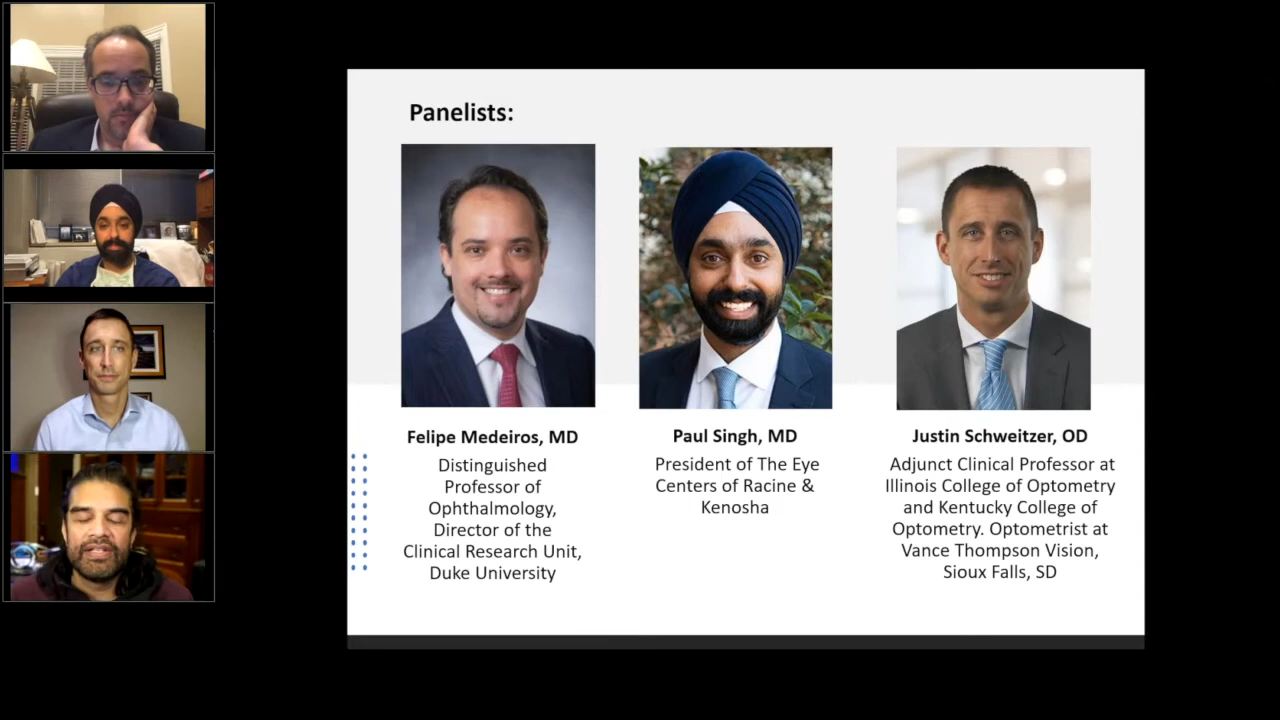 Panelists:
Felipe Medeiros, MD
Distinguished
Professor of
Ophthalmology,
Director of the
Clinical Research Unit,
Duke University
Paul Singh, MD
President of The Eye
Centers of Racine &
Kenosha
Justin Schweitzer, OD
Adjunct Clinical Professor at
Illinois College of Optometry
and Kentucky College of
Optometry. Optometrist at
Vance Thompson Vision,
Sioux Falls, SD